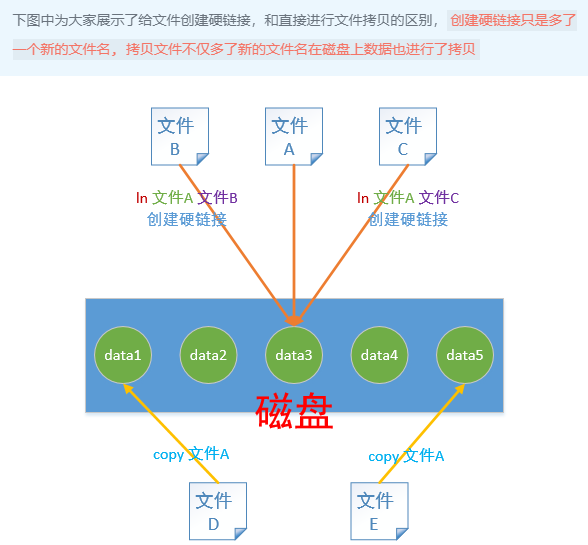 下图中为大家展示了给文件创建硬链接，和直接进行文件拷贝的区别，创建硬链接只是多了
一个新的文件名，拷贝文件不仅多了新的文件名在磁盘上数据也进行了拷贝
文件
B
文件
A
文件
C
ln 文件A 文件B
创建硬链接
ln 文件A 文件C
创建硬链接
data1
data2
data3
data4
data5
磁盘
copy 文件A
copy 文件A
文件
D
文件
E